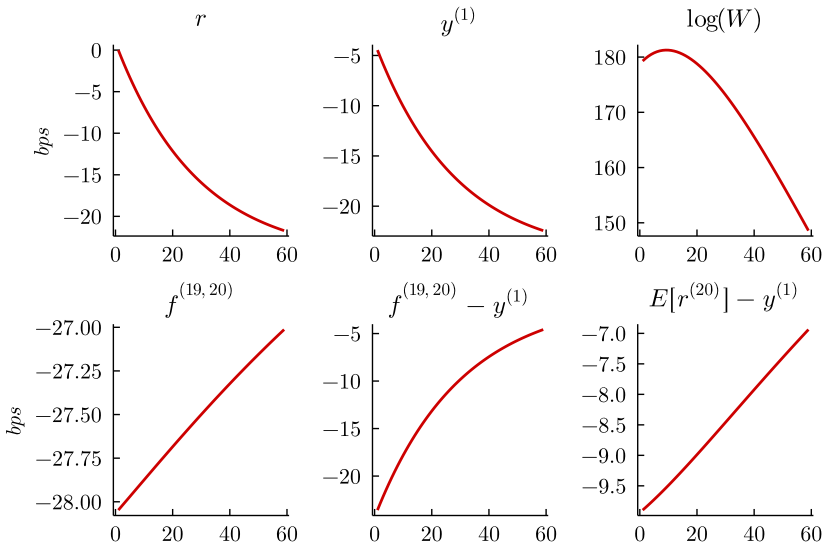 r
y^(1)
log(W)
bps
0
−5
−10
−15
−20
0 20 40 60
−5
−10
−15
−20
0 20 40 60
180
170
160
150
0 20 40 60
f^(19,20)
f^(19,20) − y^(1)
E[r^(20)] − y^(1)
bps
−27.00
−27.25
−27.50
−27.75
−28.00
0 20 40 60
−5
−10
−15
−20
0 20 40 60
−7.0
−7.5
−8.0
−8.5
−9.0
−9.5
0 20 40 60